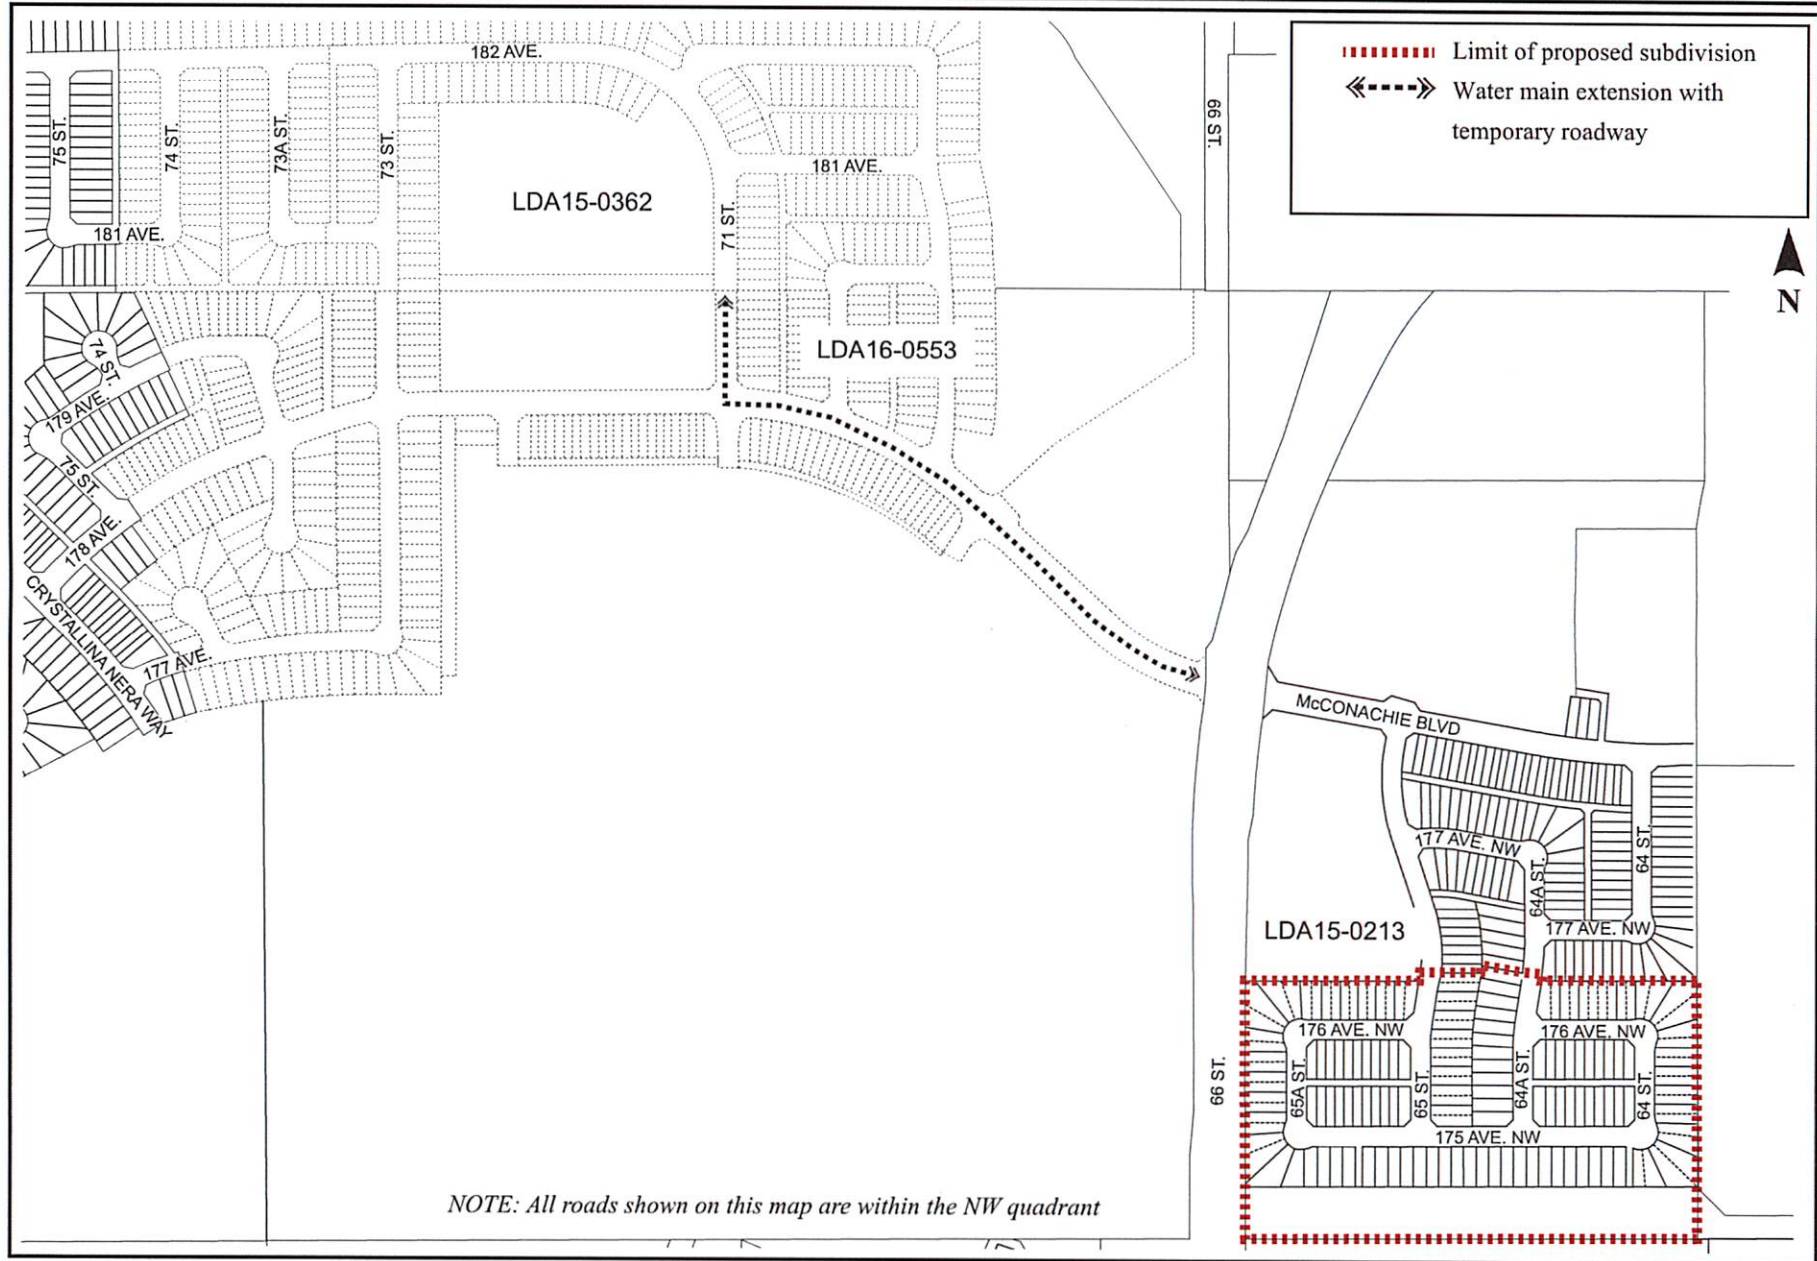 Limit of proposed subdivision
Water main extension with
temporary roadway
N
182 AVE.
66 ST.
75 ST.
74 ST.
73A ST.
73 ST.
181 AVE.
LDA15-0362
71 ST.
181 AVE.
LDA16-0553
74 ST.
179 AVE.
75 ST.
178 AVE.
CRYSTALLINA NERA WAY
177 AVE.
McCONACHIE BLVD
177 AVE. NW
64 ST.
64A ST.
LDA15-0213
177 AVE. NW
176 AVE. NW
176 AVE. NW
66 ST.
65A ST.
65 ST.
64A ST.
64 ST.
175 AVE. NW
NOTE: All roads shown on this map are within the NW quadrant